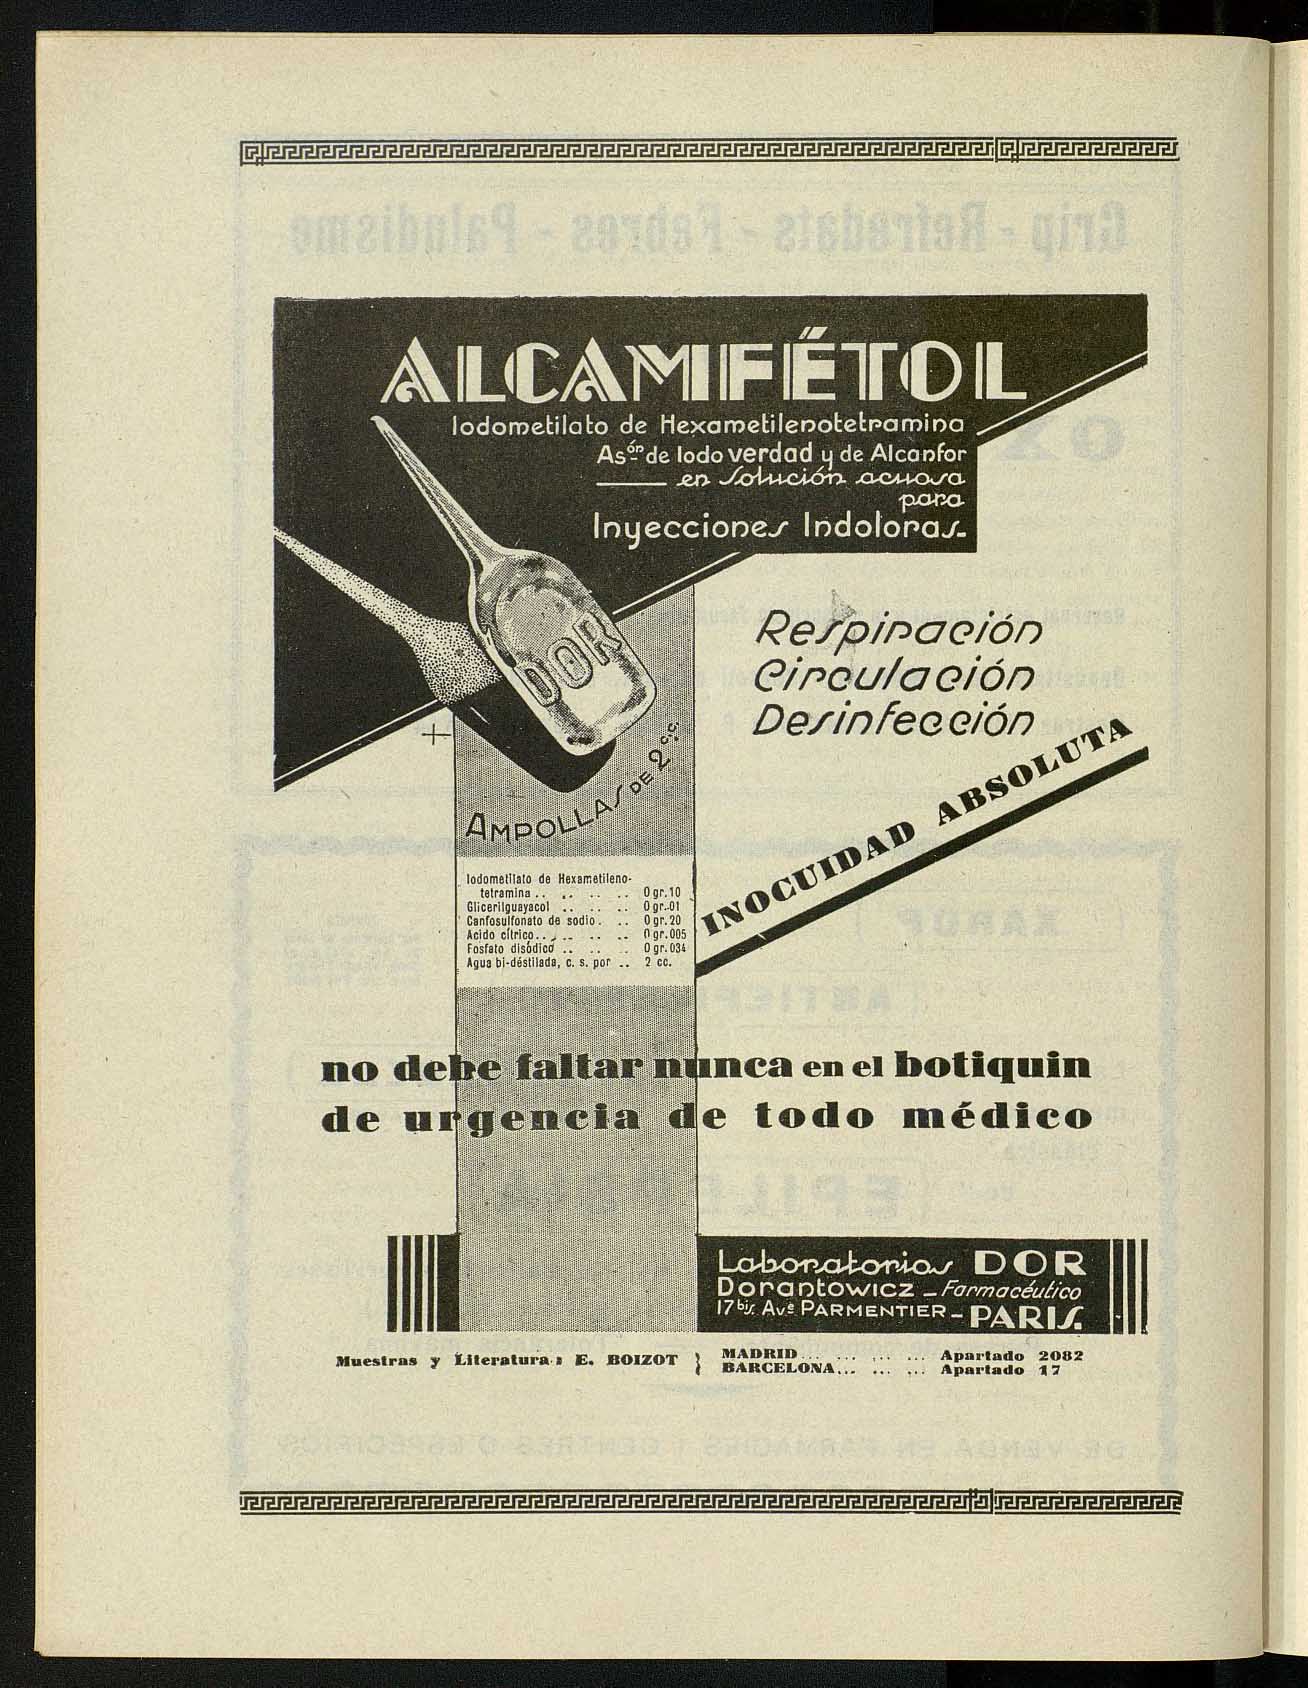 ALCAMFÉTOL
Iodometilato de Hexametilenotetramina
Asón de Iodo verdad y de Alcanfor
en solución acuosa
para
Inyecciones Indoloras.
DOR
Respiración
Circulación
Desinfección
AMPOLLAS DE 2 c.c.
INOCUIDAD ABSOLUTA
Iodometilato de Hexametileno-
tetramina .. .. .. .. 0 gr. 10
Glicerilguayacol .. .. .. 0 gr. 01
Canfosulfonato de sodio . .. 0 gr. 20
Acido cítrico .. .. .. .. 0 gr. 005
Fosfato disódico .. .. .. 0 gr. 034
Agua bi-déstilada, c. s. por .. 2 cc.
no debe faltar nunca en el botiquin
de urgencia de todo médico
Laboratorios DOR
Dorantowicz - Farmacéutico
17 bis. Ave PARMENTIER - PARIS.
Muestras y Literatura: E. BOIZOT } MADRID ... ... ... ... Apartado 2082
BARCELONA ... ... ... Apartado 17